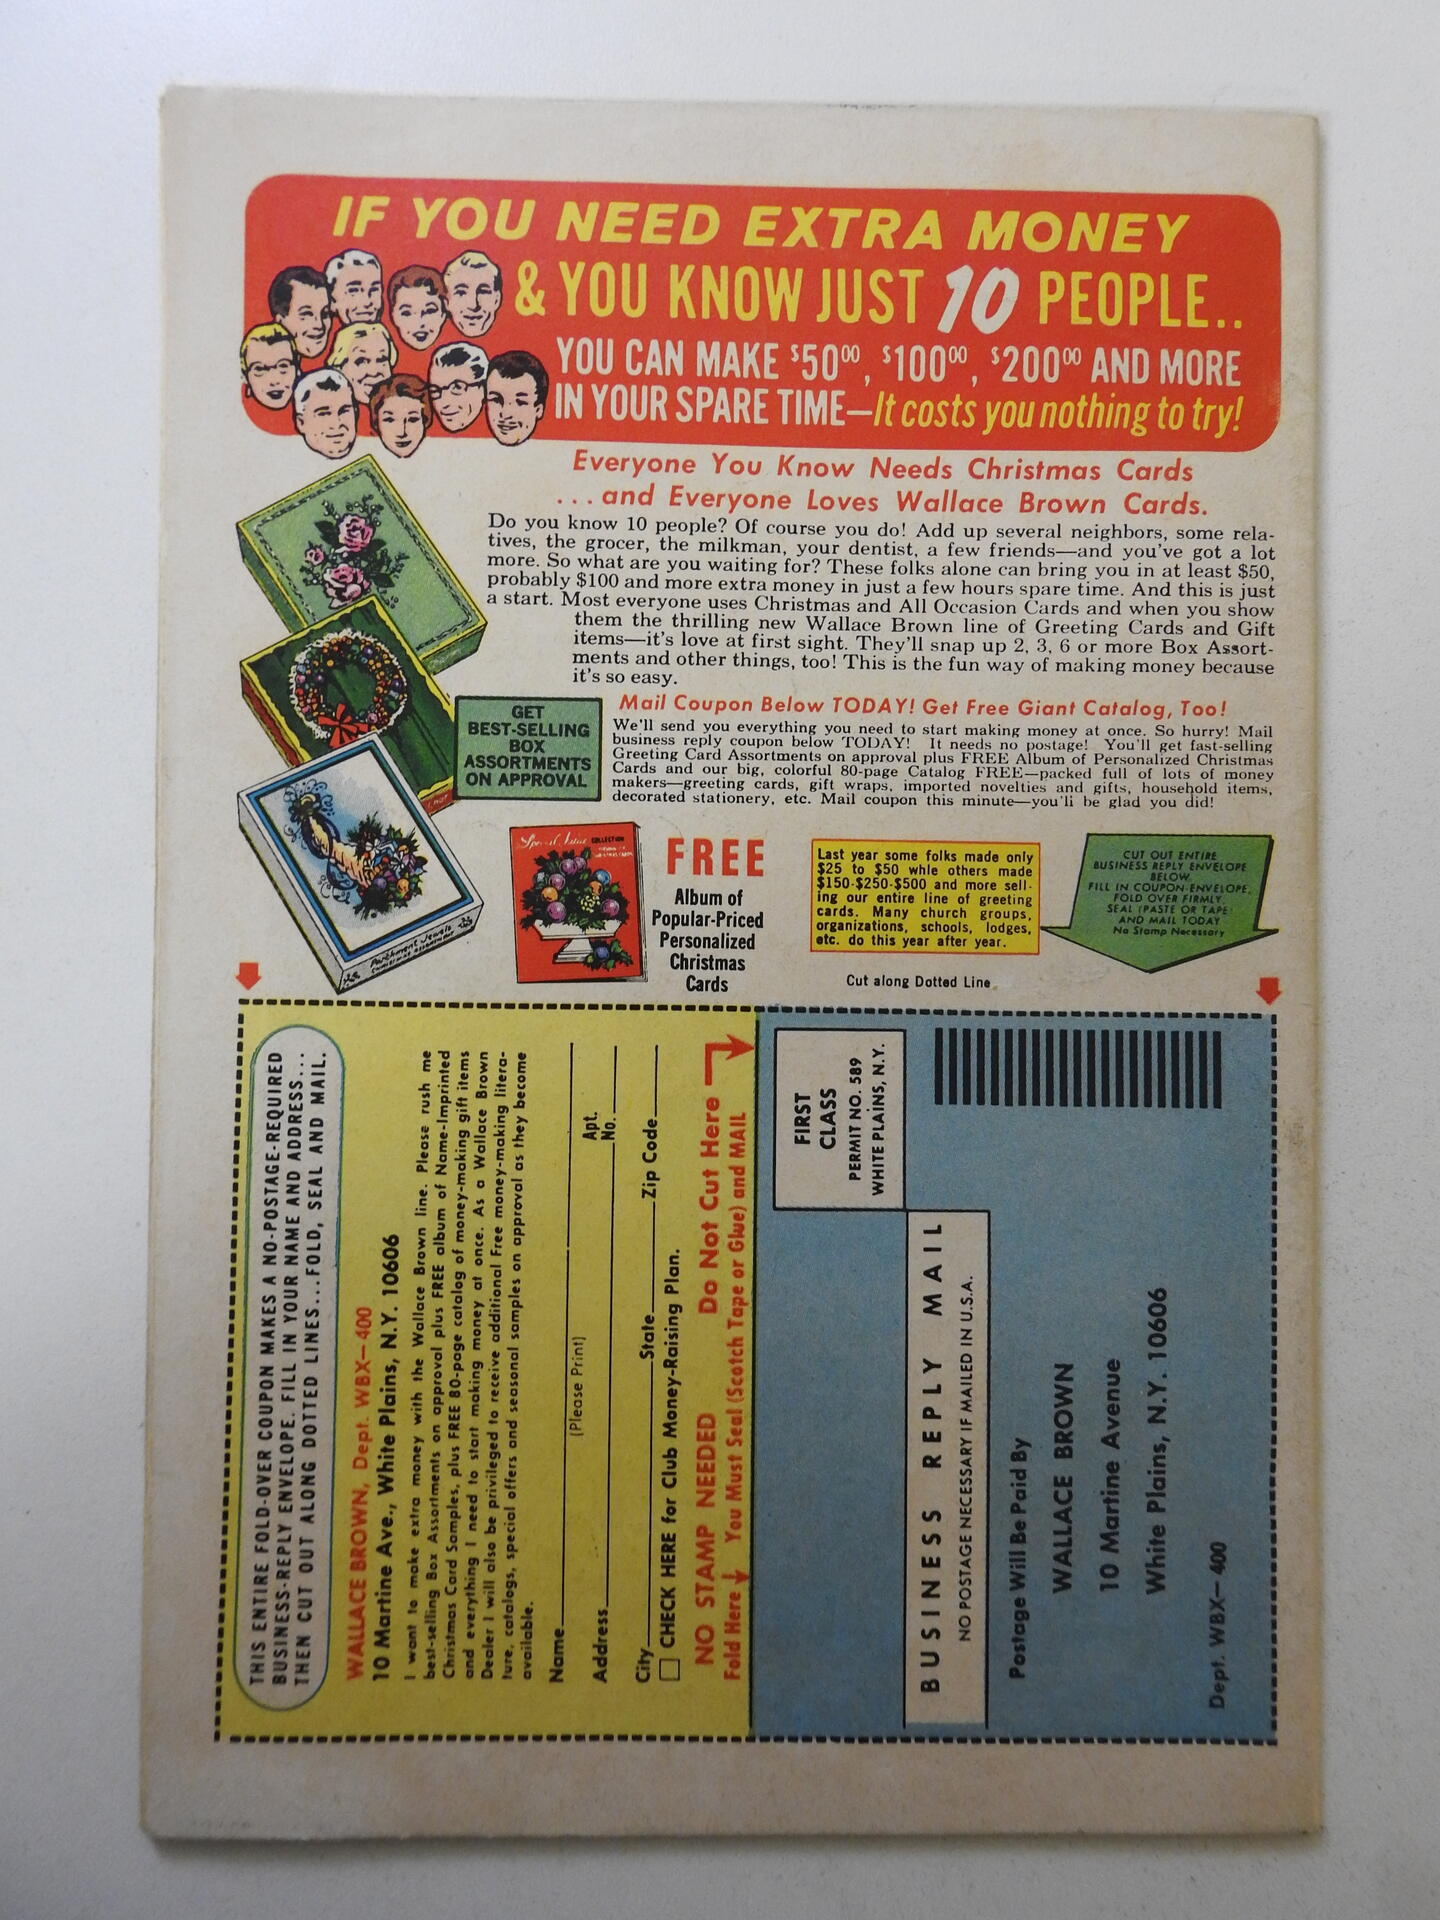 IF YOU NEED EXTRA MONEY
& YOU KNOW JUST 10 PEOPLE..
YOU CAN MAKE $50⁰⁰, $100⁰⁰, $200⁰⁰ AND MORE
IN YOUR SPARE TIME—It costs you nothing to try!
Everyone You Know Needs Christmas Cards
...and Everyone Loves Wallace Brown Cards.
Do you know 10 people? Of course you do! Add up several neighbors, some rela-
tives, the grocer, the milkman, your dentist, a few friends—and you've got a lot
more. So what are you waiting for? These folks alone can bring you in at least $50,
probably $100 and more extra money in just a few hours spare time. And this is just
a start. Most everyone uses Christmas and All Occasion Cards and when you show
them the thrilling new Wallace Brown line of Greeting Cards and Gift
items—it's love at first sight. They'll snap up 2, 3, 6 or more Box Assort-
ments and other things, too! This is the fun way of making money because
it's so easy.
GET
BEST-SELLING
BOX
ASSORTMENTS
ON APPROVAL
Mail Coupon Below TODAY! Get Free Giant Catalog, Too!
We'll send you everything you need to start making money at once. So hurry! Mail
business reply coupon below TODAY! It needs no postage! You'll get fast-selling
Greeting Card Assortments on approval plus FREE Album of Personalized Christmas
Cards and our big, colorful 80-page Catalog FREE—packed full of lots of money
makers—greeting cards, gift wraps, imported novelties and gifts, household items,
decorated stationery, etc. Mail coupon this minute—you'll be glad you did!
Parchment Jewels
CHRISTMAS ASSORTMENT
COLLECTION
FREE
Album of
Popular-Priced
Personalized
Christmas
Cards
Last year some folks made only
$25 to $50 whle others made
$150-$250-$500 and more sell-
ing our entire line of greeting
cards. Many church groups,
organizations, schools, lodges,
etc. do this year after year.
CUT OUT ENTIRE
BUSINESS REPLY ENVELOPE
BELOW.
FILL IN COUPON-ENVELOPE,
FOLD OVER FIRMLY,
SEAL (PASTE OR TAPE)
AND MAIL TODAY
No Stamp Necessary
Cut along Dotted Line
THIS ENTIRE FOLD-OVER COUPON MAKES A NO-POSTAGE-REQUIRED
BUSINESS-REPLY ENVELOPE. FILL IN YOUR NAME AND ADDRESS...
THEN CUT OUT ALONG DOTTED LINES...FOLD, SEAL AND MAIL.
WALLACE BROWN, Dept. WBX—400
10 Martine Ave., White Plains, N.Y. 10606
I want to make extra money with the Wallace Brown line. Please rush me
best-selling Box Assortments on approval plus FREE album of Name-Imprinted
Christmas Card Samples, plus FREE 80-page catalog of money-making gift items
and everything I need to start making money at once. As a Wallace Brown
Dealer I will also be privileged to receive additional Free money-making litera-
ture, catalogs, special offers and seasonal samples on approval as they become
available.
Name
(Please Print)
Address Apt. No.
City State Zip Code
CHECK HERE for Club Money-Raising Plan.
NO STAMP NEEDED Do Not Cut Here
Fold Here You Must Seal (Scotch Tape or Glue) and MAIL
FIRST
CLASS
PERMIT NO. 589
WHITE PLAINS, N.Y.
BUSINESS REPLY MAIL
NO POSTAGE NECESSARY IF MAILED IN U.S.A.
Postage Will Be Paid By
WALLACE BROWN
10 Martine Avenue
White Plains, N.Y. 10606
Dept. WBX—400